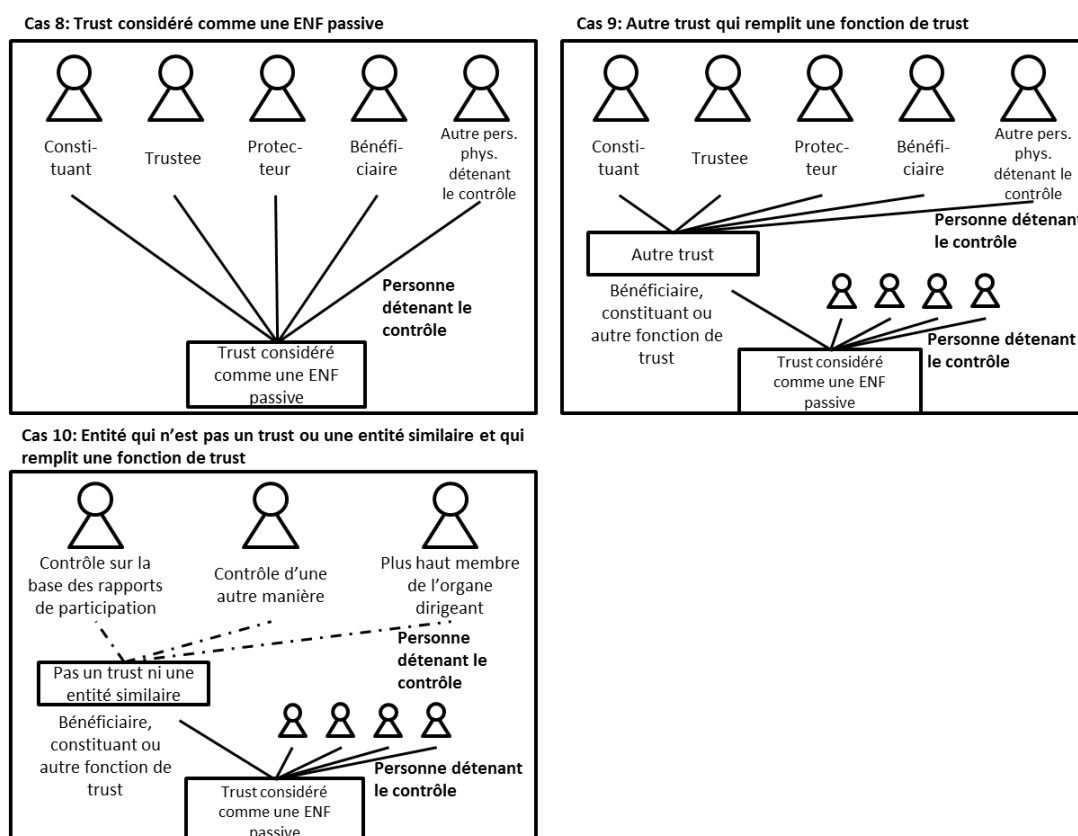 Cas 8: Trust considéré comme une ENF passive
Consti-
tuant
Trustee
Protec-
teur
Bénéfi-
ciaire
Autre pers.
phys.
détenant
le contrôle
Personne
détenant le
contrôle
Trust considéré
comme une ENF
passive
Cas 9: Autre trust qui remplit une fonction de trust
Consti-
tuant
Trustee
Protec-
teur
Bénéfi-
ciaire
Autre pers.
phys.
détenant le
contrôle
Personne détenant
le contrôle
Autre trust
Bénéficiaire,
constituant ou
autre fonction de
trust
Personne détenant
le contrôle
Trust considéré
comme une ENF
passive
Cas 10: Entité qui n’est pas un trust ou une entité similaire et qui
remplit une fonction de trust
Contrôle sur la
base des rapports
de participation
Contrôle d’une
autre manière
Plus haut membre
de l’organe
dirigeant
Personne
détenant le
contrôle
Pas un trust ni une
entité similaire
Bénéficiaire,
constituant ou
autre fonction de
trust
Personne détenant
le contrôle
Trust considéré
comme une ENF
passive